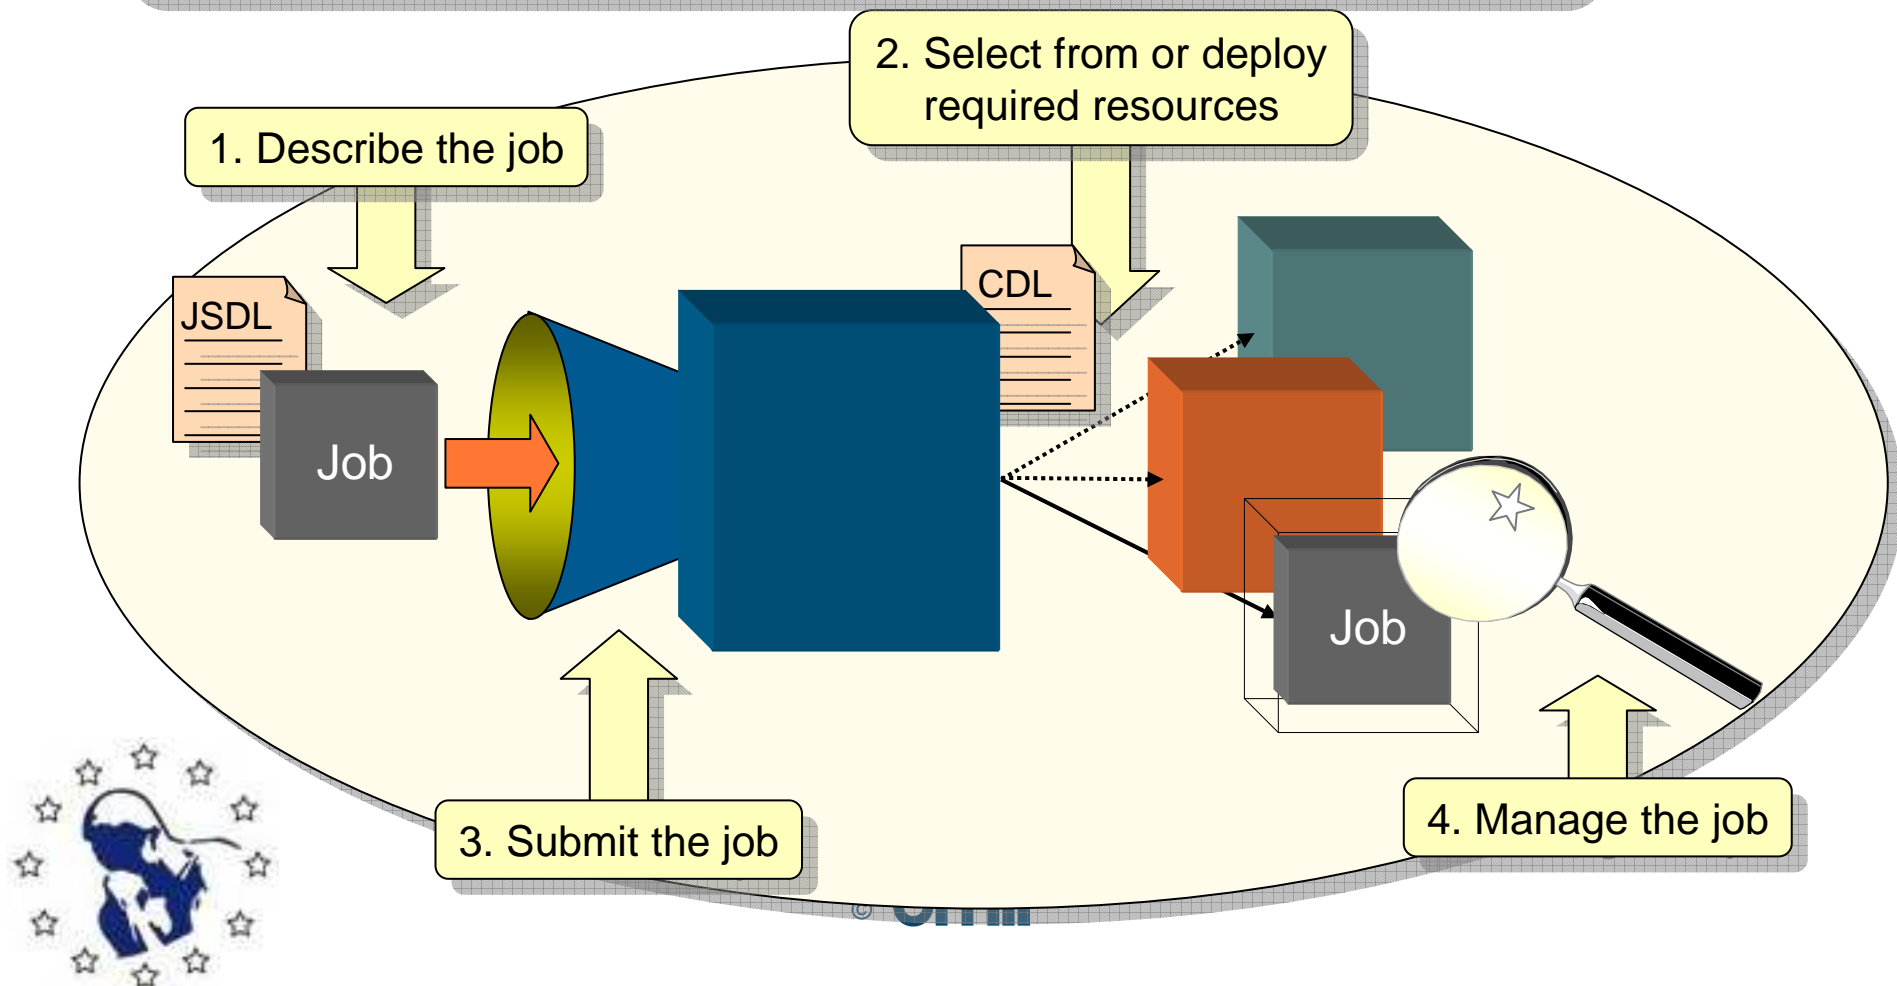 2. Select from or deploy
required resources
1. Describe the job
CDL
JSDL
Job
Job
3. Submit the job
4. Manage the job
©